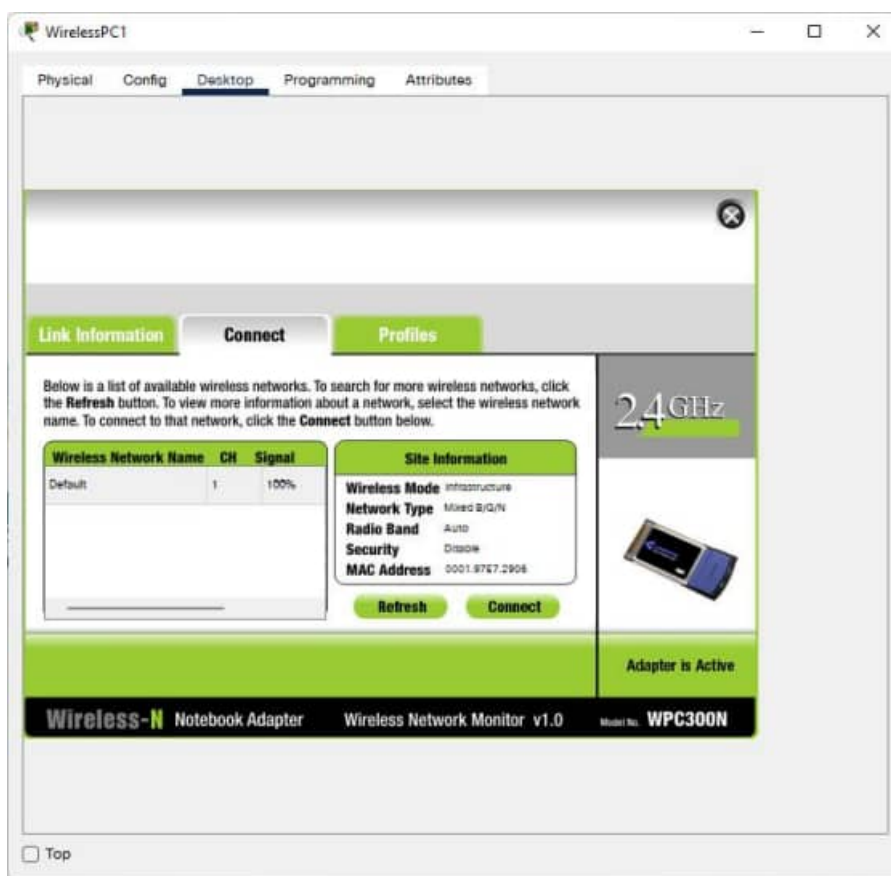 WirelessPC1
Physical Config Desktop Programming Attributes
Link Information Connect Profiles
Below is a list of available wireless networks. To search for more wireless networks, click
the Refresh button. To view more information about a network, select the wireless network
name. To connect to that network, click the Connect button below.
2.4GHz
Wireless Network Name CH Signal
Default 1 100%
Site Information
Wireless Mode Infrastructure
Network Type Mixed B/G/N
Radio Band Auto
Security Disable
MAC Address 0001.97E7.2906
Refresh Connect
Adapter is Active
Wireless-N Notebook Adapter Wireless Network Monitor v1.0 Model No. WPC300N
Top